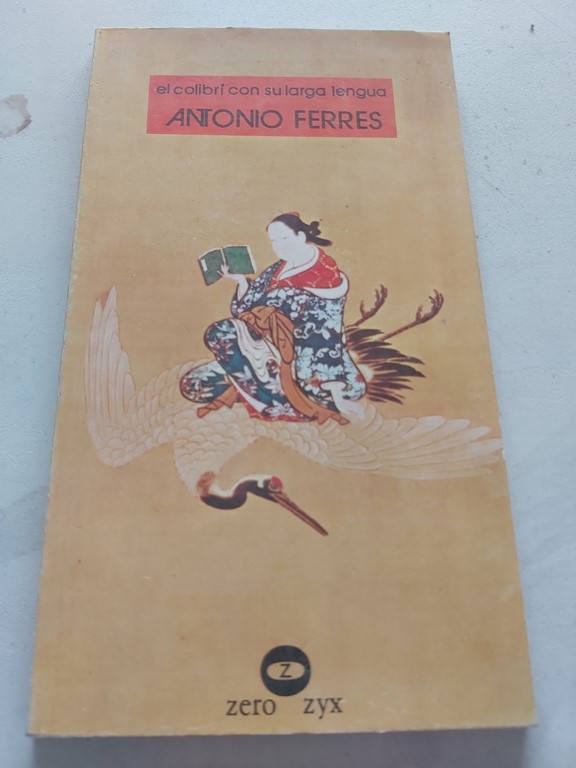 el colibrí con su larga lengua
ANTONIO FERRES
Z
zero zyx